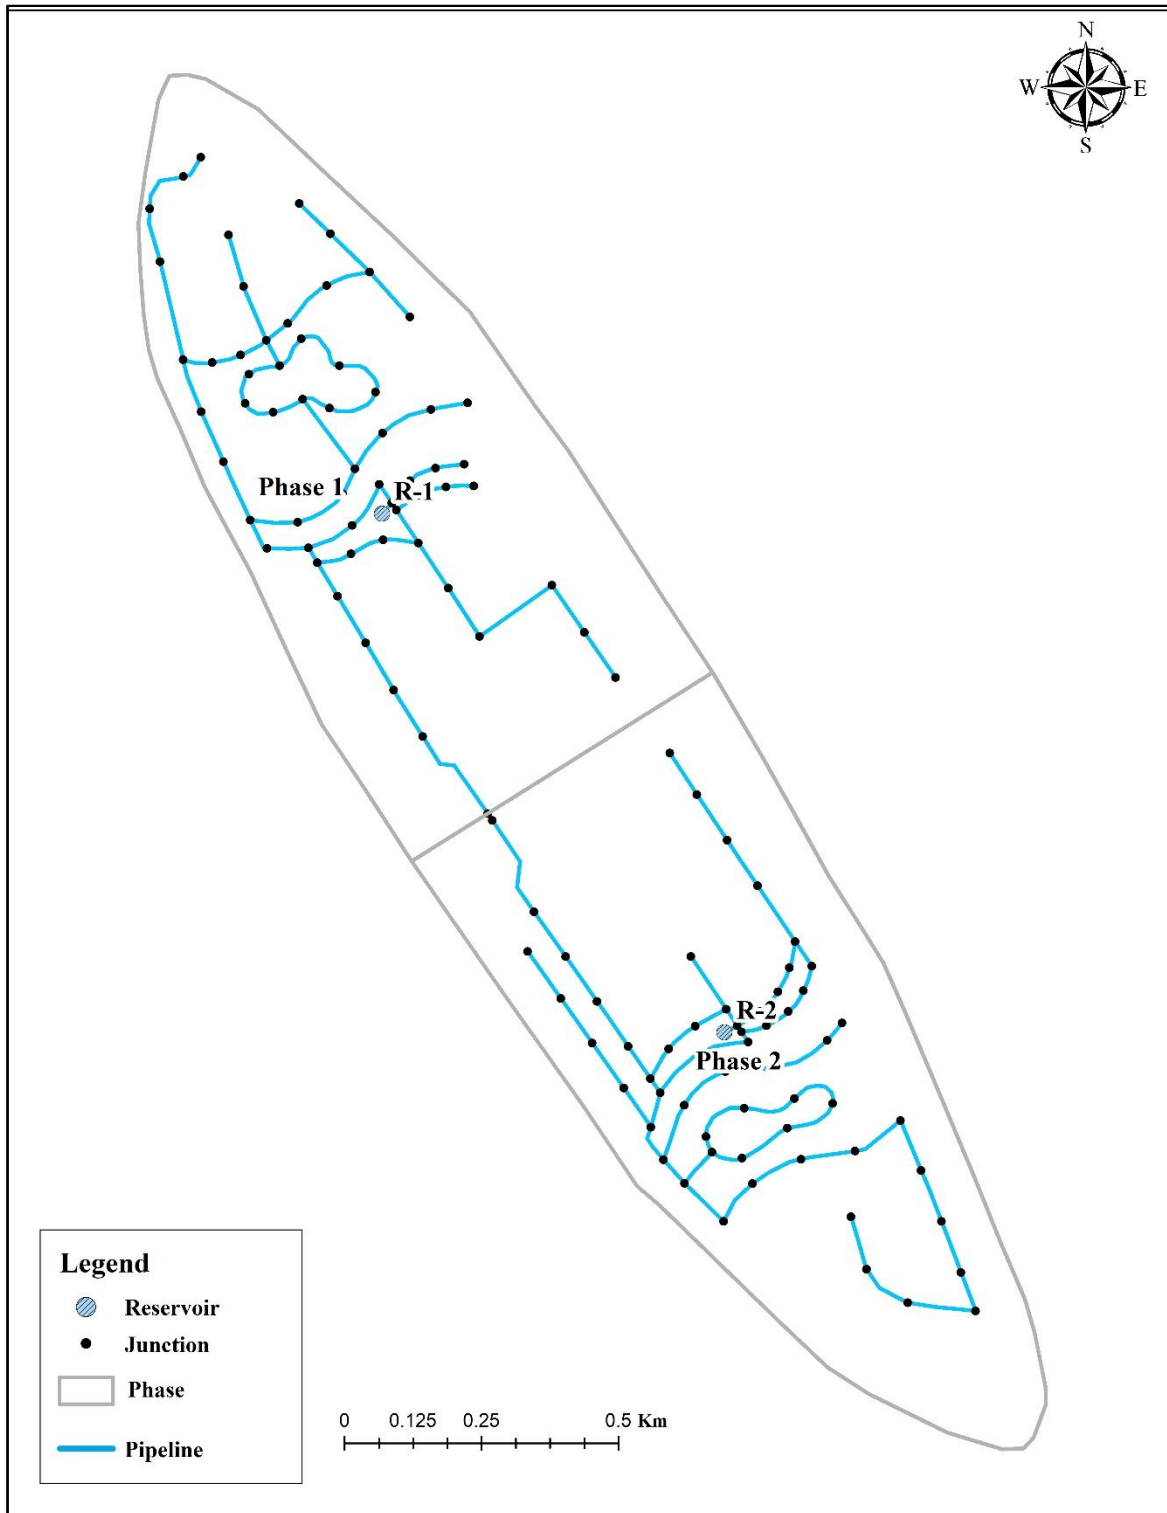 N
W E
S
Phase 1
R-1
R-2
Phase 2
Legend
Reservoir
Junction
Phase
Pipeline
0 0.125 0.25 0.5 Km